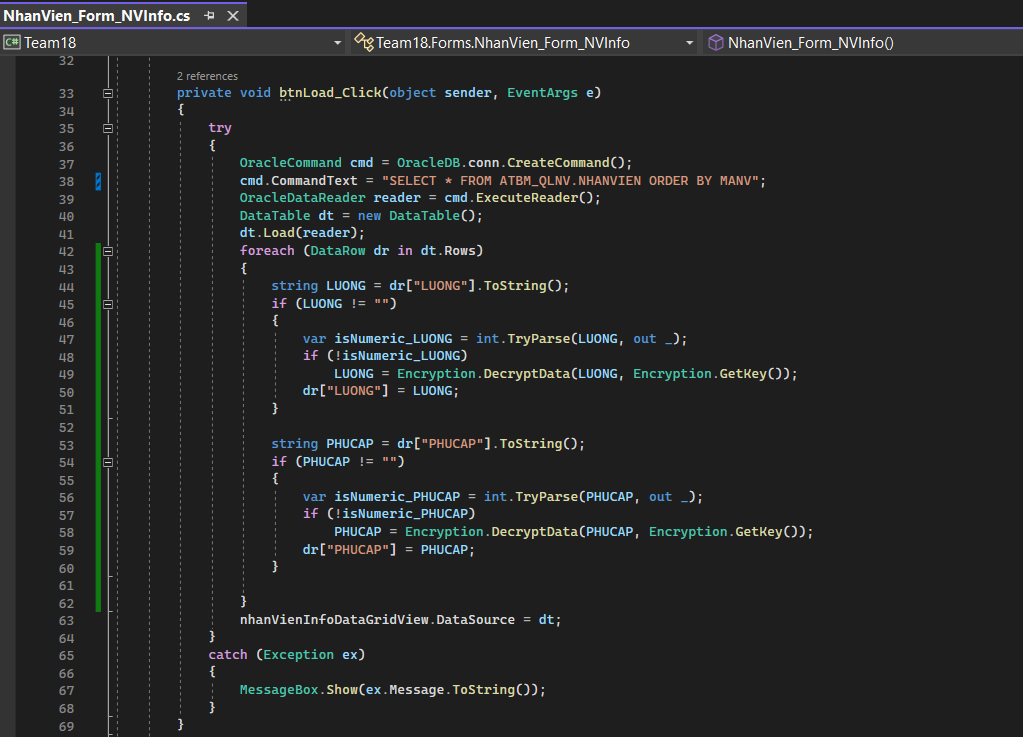 NhanVien_Form_NVInfo.cs
C# Team18 Team18.Forms.NhanVien_Form_NVInfo NhanVien_Form_NVInfo()
32
2 references
33 private void btnLoad_Click(object sender, EventArgs e)
34 {
35 try
36 {
37 OracleCommand cmd = OracleDB.conn.CreateCommand();
38 cmd.CommandText = "SELECT * FROM ATBM_QLNV.NHANVIEN ORDER BY MANV";
39 OracleDataReader reader = cmd.ExecuteReader();
40 DataTable dt = new DataTable();
41 dt.Load(reader);
42 foreach (DataRow dr in dt.Rows)
43 {
44 string LUONG = dr["LUONG"].ToString();
45 if (LUONG != "")
46 {
47 var isNumeric_LUONG = int.TryParse(LUONG, out _);
48 if (!isNumeric_LUONG)
49 LUONG = Encryption.DecryptData(LUONG, Encryption.GetKey());
50 dr["LUONG"] = LUONG;
51 }
52
53 string PHUCAP = dr["PHUCAP"].ToString();
54 if (PHUCAP != "")
55 {
56 var isNumeric_PHUCAP = int.TryParse(PHUCAP, out _);
57 if (!isNumeric_PHUCAP)
58 PHUCAP = Encryption.DecryptData(PHUCAP, Encryption.GetKey());
59 dr["PHUCAP"] = PHUCAP;
60 }
61
62 }
63 nhanVienInfoDataGridView.DataSource = dt;
64 }
65 catch (Exception ex)
66 {
67 MessageBox.Show(ex.Message.ToString());
68 }
69 }